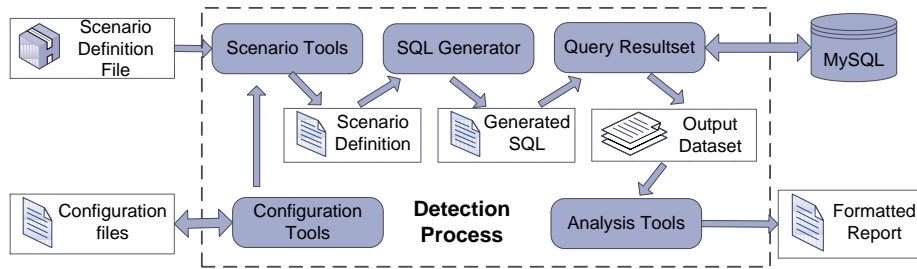 Scenario
Definition
File
Scenario Tools
SQL Generator
Query Resultset
MySQL
Scenario
Definition
Generated
SQL
Output
Dataset
Configuration
files
Configuration
Tools
Detection
Process
Analysis Tools
Formatted
Report